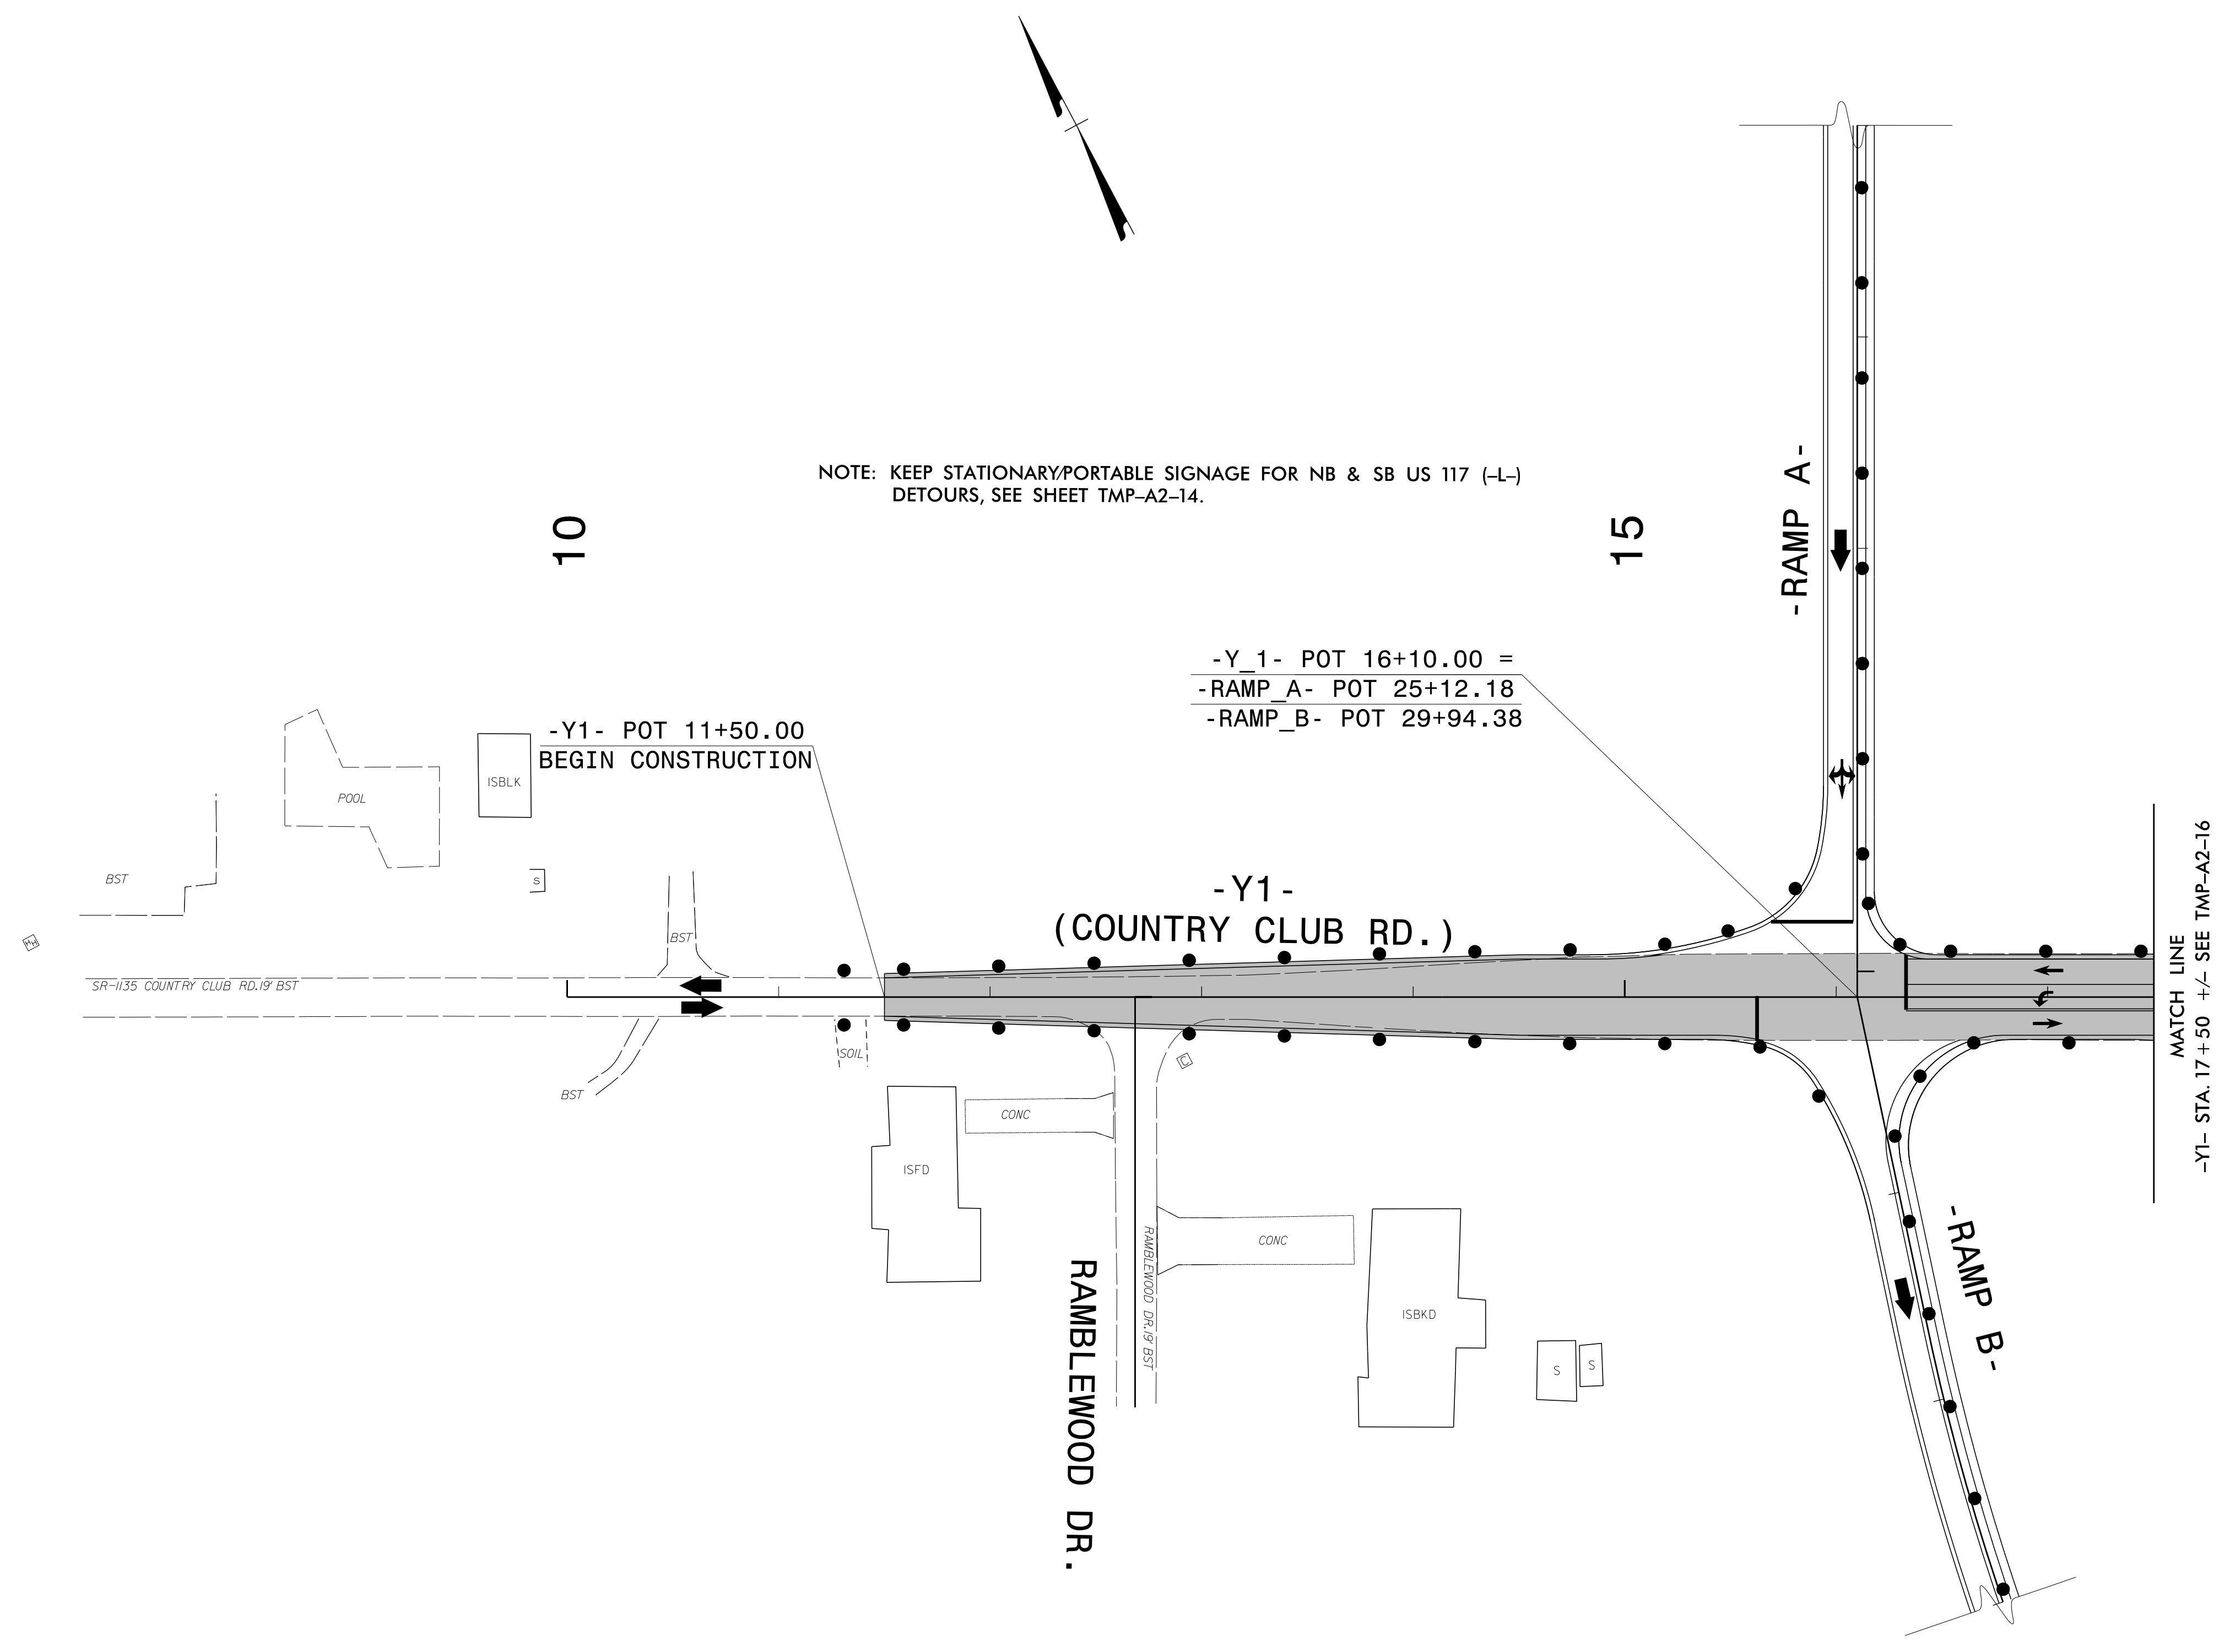 NOTE: KEEP STATIONARY/PORTABLE SIGNAGE FOR NB & SB US 117 (-L-)
DETOURS, SEE SHEET TMP-A2-14.
10
15
-RAMP A-
-Y_1- POT 16+10.00 =
-RAMP_A- POT 25+12.18
-RAMP_B- POT 29+94.38
-Y1- POT 11+50.00
BEGIN CONSTRUCTION
ISBLK
POOL
BST
S
-Y1-
(COUNTRY CLUB RD.)
BST
HH
SR-1135 COUNTRY CLUB RD.19' BST
MATCH LINE
-Y1- STA. 17+50 +/- SEE TMP-A2-16
SOIL
C
BST
CONC
ISFD
RAMBLEWOOD DR.
RAMBLEWOOD DR.19' BST
CONC
ISBKD
S
S
-RAMP B-